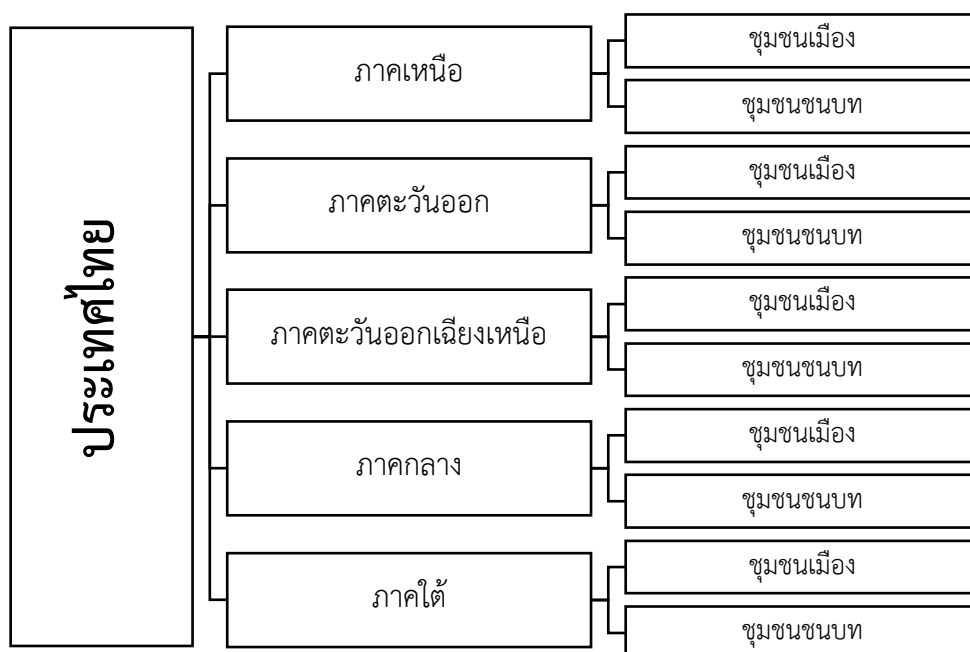 ประเทศไทย
ภาคเหนือ
ชุมชนเมือง
ชุมชนชนบท
ภาคตะวันออก
ชุมชนเมือง
ชุมชนชนบท
ภาคตะวันออกเฉียงเหนือ
ชุมชนเมือง
ชุมชนชนบท
ภาคกลาง
ชุมชนเมือง
ชุมชนชนบท
ภาคใต้
ชุมชนเมือง
ชุมชนชนบท